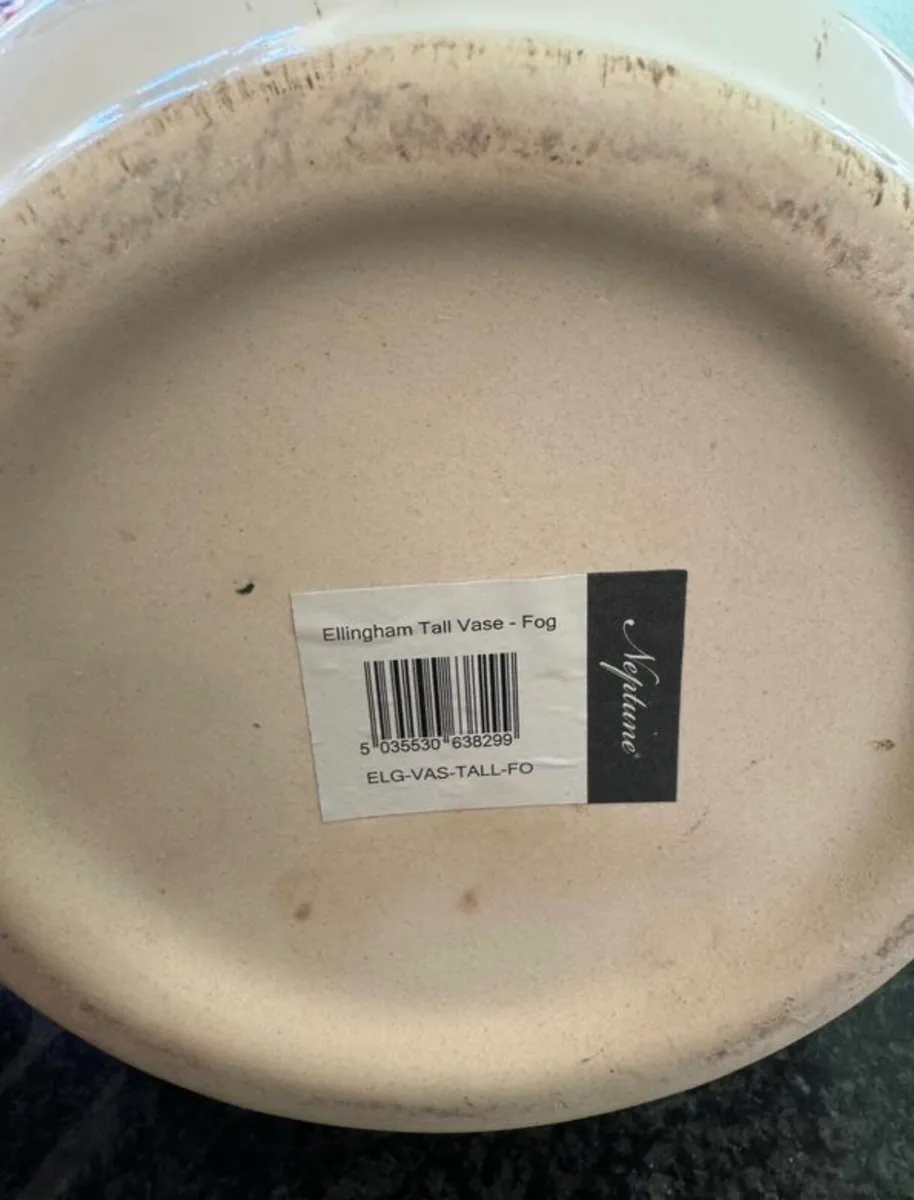 Ellingham Tall Vase - Fog
5 035530 638299
ELG-VAS-TALL-FO
Neptune